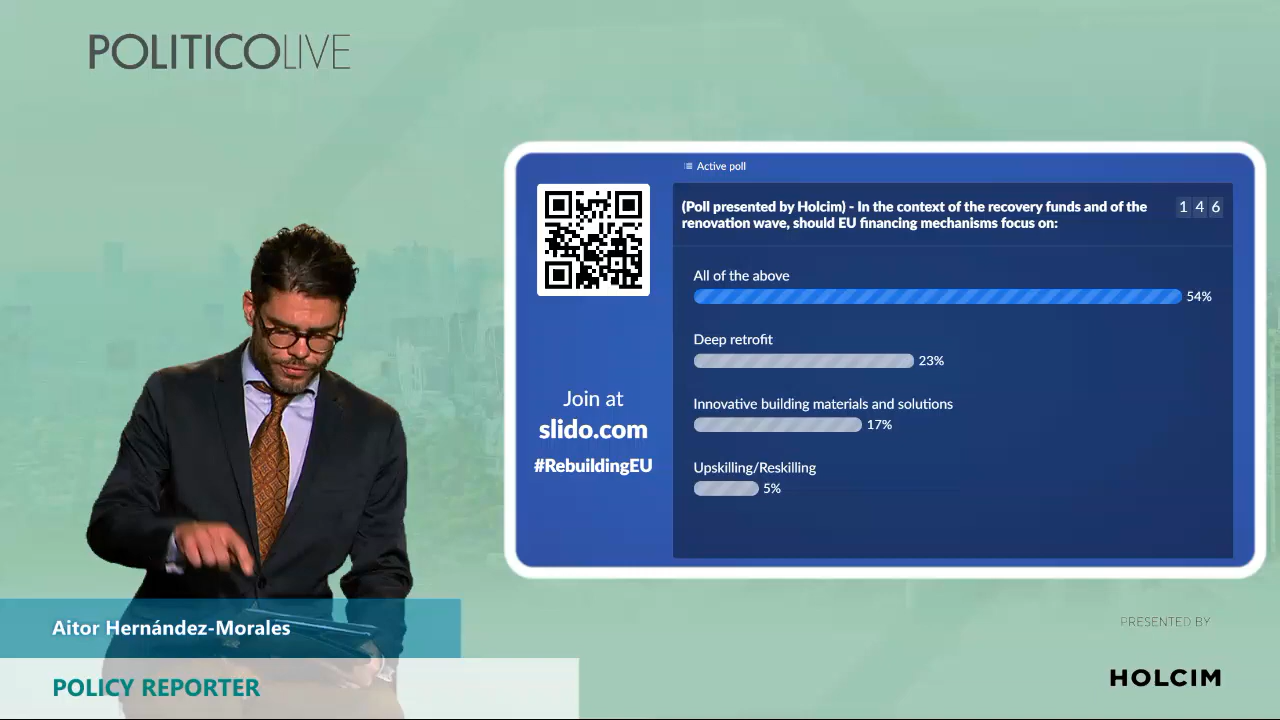 POLITICOLIVE
Active poll
(Poll presented by Holcim) - In the context of the recovery funds and of the
renovation wave, should EU financing mechanisms focus on:
1 4 6
All of the above
54%
Deep retrofit
23%
Innovative building materials and solutions
17%
Upskilling/Reskilling
5%
Join at
slido.com
#RebuildingEU
Aitor Hernández-Morales
POLICY REPORTER
PRESENTED BY
HOLCIM